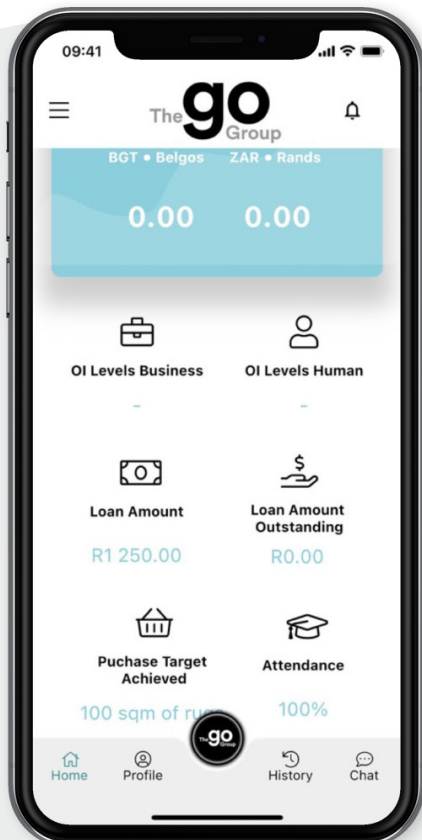 09:41
The go Group
BGT • Belgos ZAR • Rands
0.00 0.00
OI Levels Business OI Levels Human
- -
Loan Amount Loan Amount Outstanding
R1 250.00 R0.00
Puchase Target Achieved Attendance
100 sqm of rugs 100%
The go Group
Home Profile History Chat